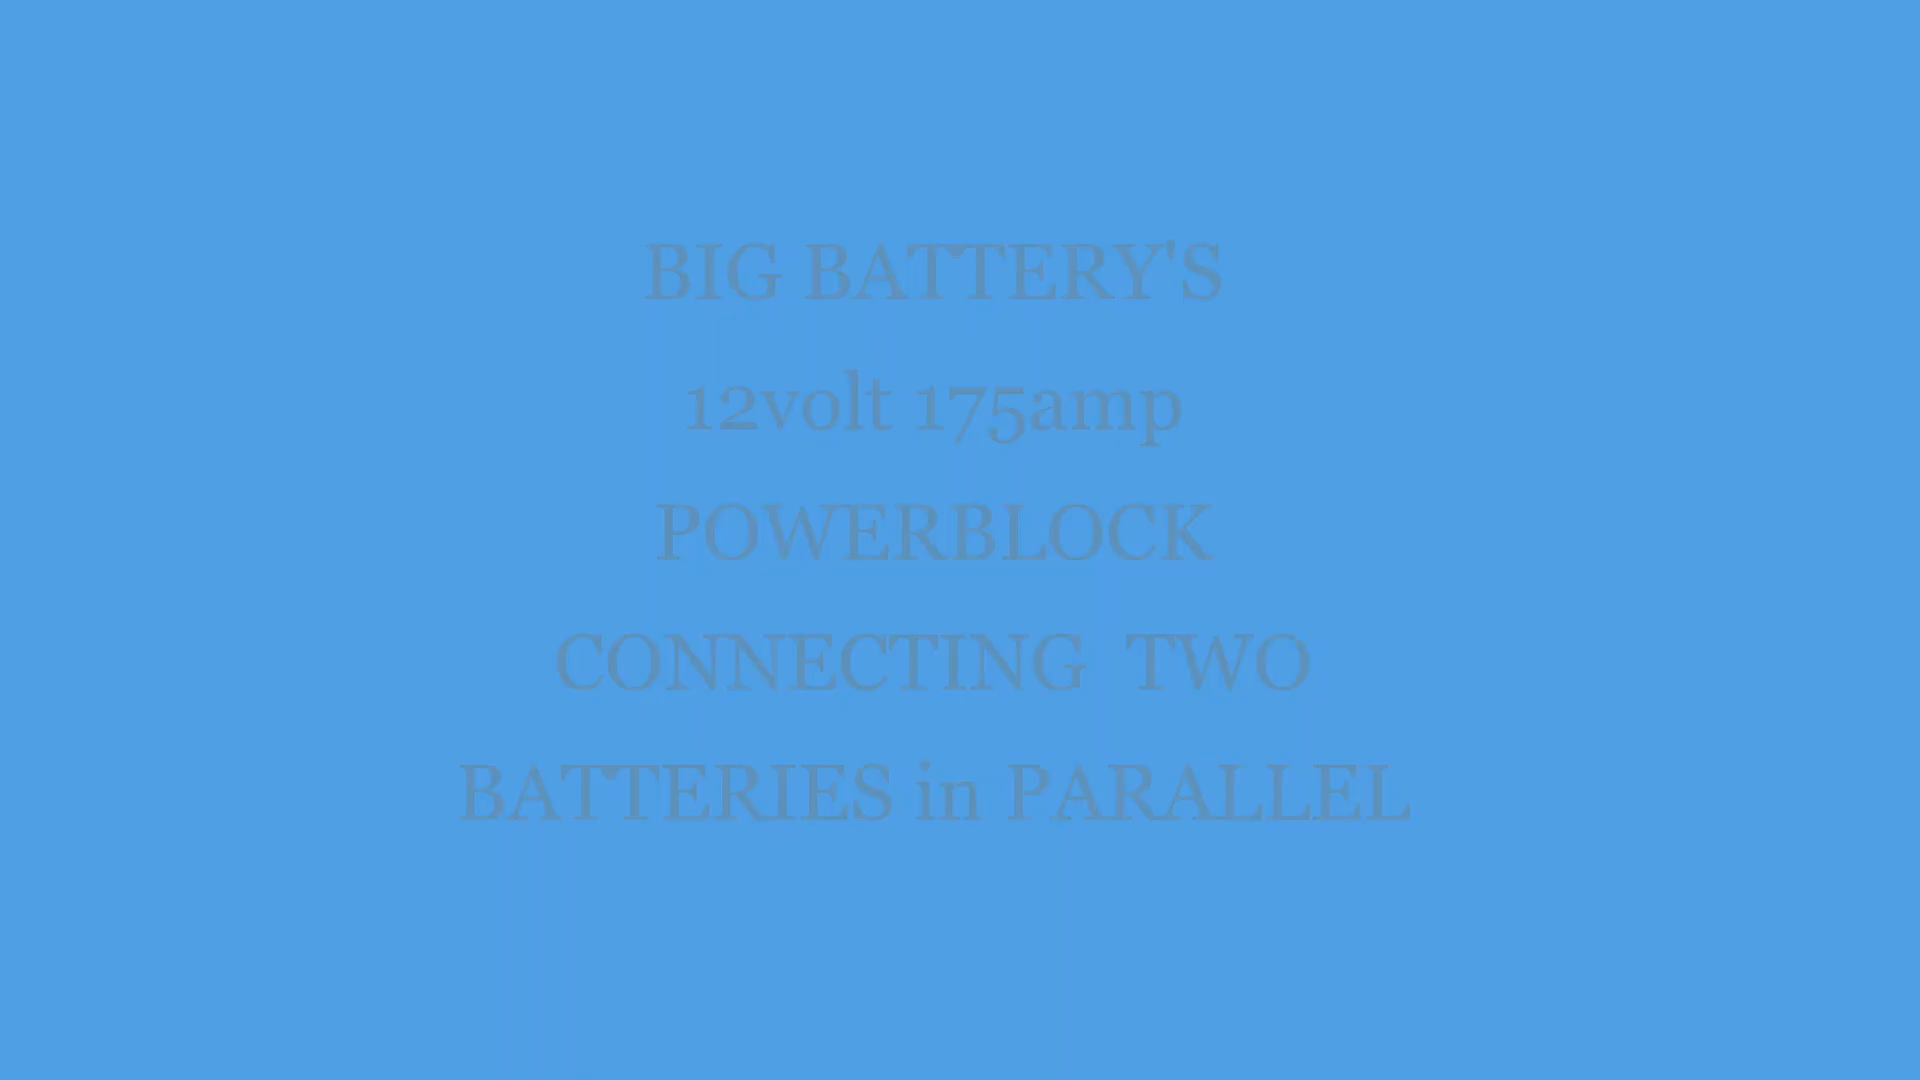 BIG BATTERY'S
12volt 175amp
POWERBLOCK
CONNECTING  TWO
BATTERIES in PARALLEL